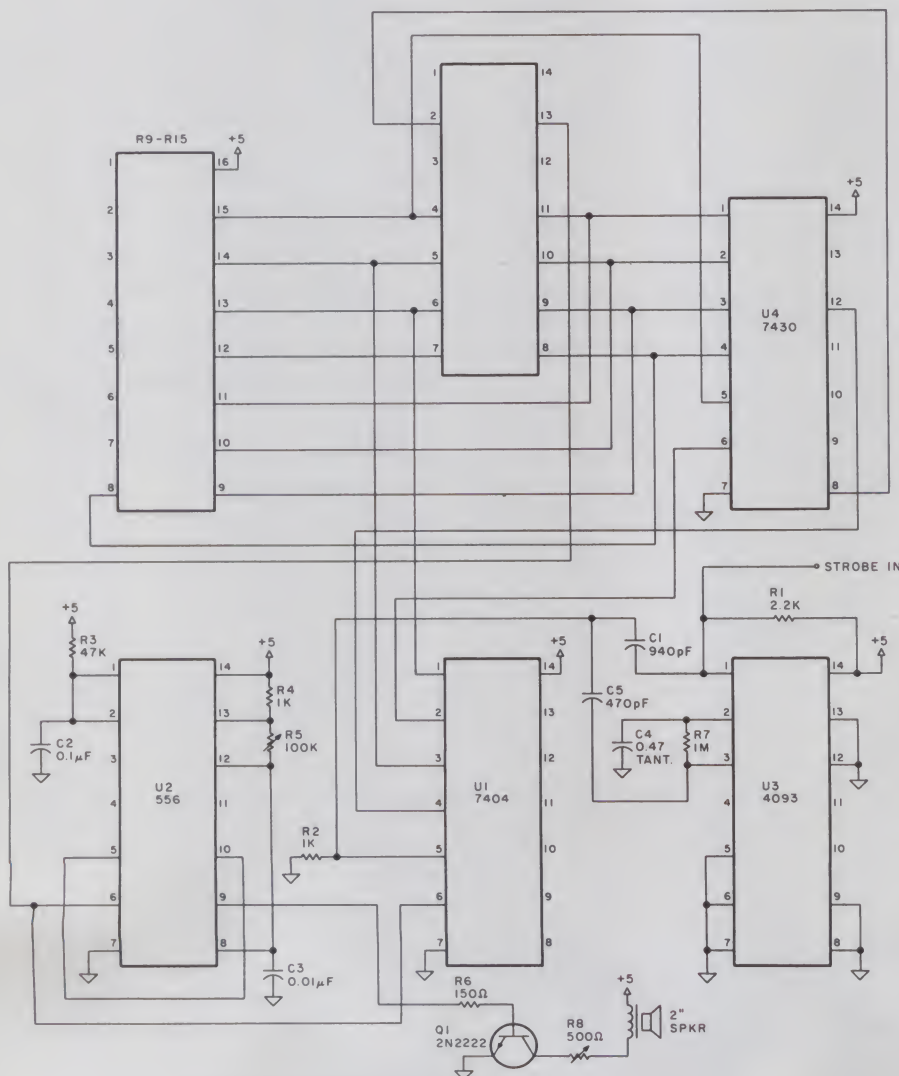 R9-R15
+5
1
2
3
4
5
6
7
8
16
15
14
13
12
11
10
9
1
2
3
4
5
6
7
14
13
12
11
10
9
8
+5
U4
7430
1
2
3
4
5
6
7
14
13
12
11
10
9
8
STROBE IN
+5
R3
47K
+5
R4
1K
R5
100K
C2
0.1µF
U2
556
1
2
3
4
5
6
7
14
13
12
11
10
9
8
C3
0.01µF
R2
1K
+5
U1
7404
1
2
3
4
5
6
7
14
13
12
11
10
9
8
C1
940pF
C5
470pF
C4
0.47
TANT.
R7
1M
R1
2.2K
+5
U3
4093
1
2
3
4
5
6
7
14
13
12
11
10
9
8
R6
150Ω
Q1
2N2222
R8
500Ω
+5
2"
SPKR